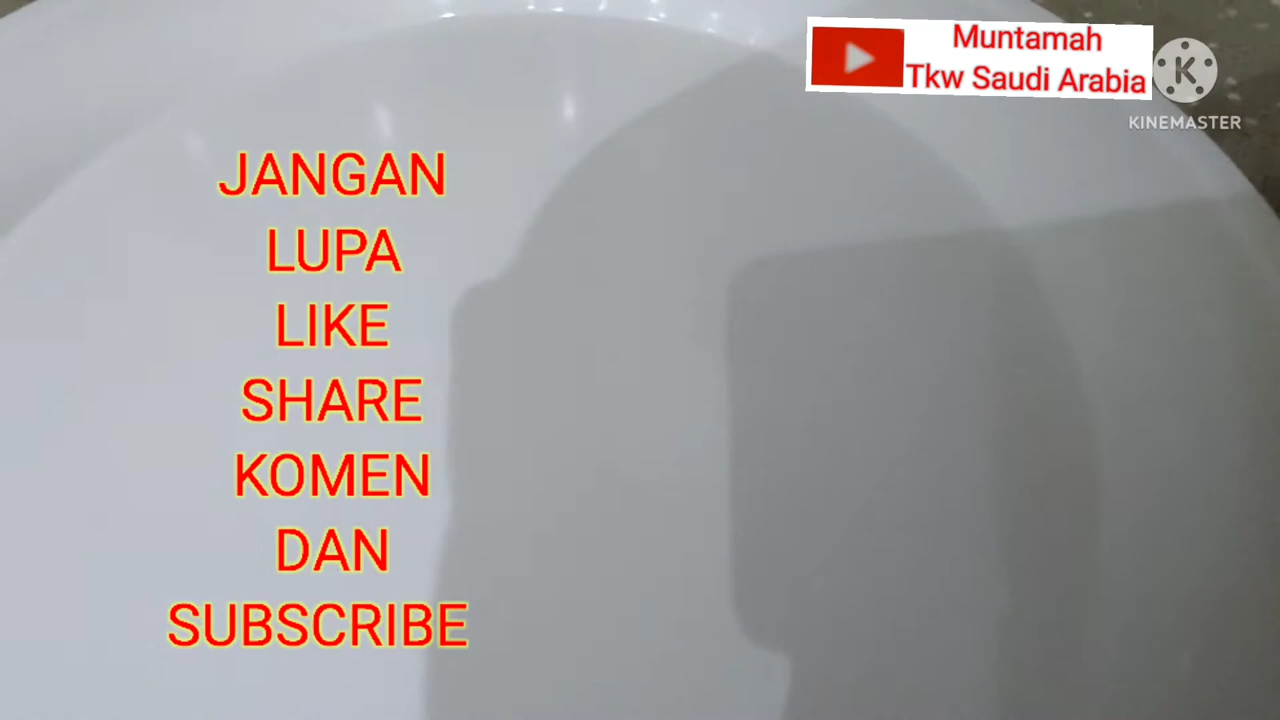 Muntamah
Tkw Saudi Arabia
KINEMASTER
JANGAN
LUPA
LIKE
SHARE
KOMEN
DAN
SUBSCRIBE